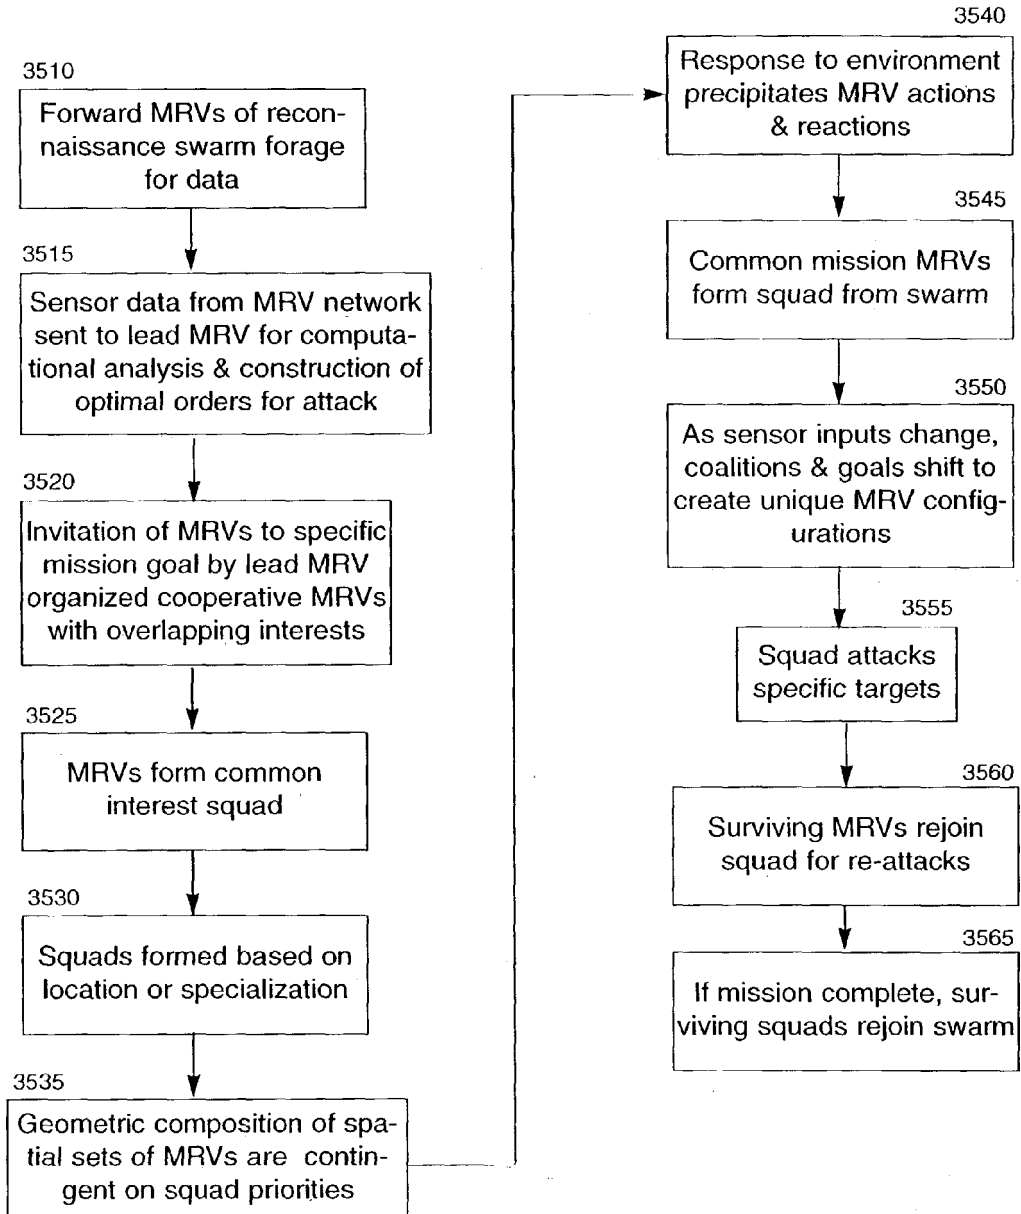 3510
Forward MRVs of recon-
naissance swarm forage
for data
3515
Sensor data from MRV network
sent to lead MRV for computa-
tional analysis & construction of
optimal orders for attack
3520
Invitation of MRVs to specific
mission goal by lead MRV
organized cooperative MRVs
with overlapping interests
3525
MRVs form common
interest squad
3530
Squads formed based on
location or specialization
3535
Geometric composition of spa-
tial sets of MRVs are contin-
gent on squad priorities
3540
Response to environment
precipitates MRV actions
& reactions
3545
Common mission MRVs
form squad from swarm
3550
As sensor inputs change,
coalitions & goals shift to
create unique MRV config-
urations
3555
Squad attacks
specific targets
3560
Surviving MRVs rejoin
squad for re-attacks
3565
If mission complete, sur-
viving squads rejoin swarm